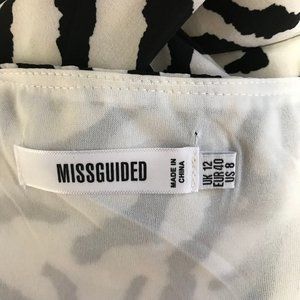 MISSGUIDED
MADE IN
CHINA
UK 12
EUR 40
US 8